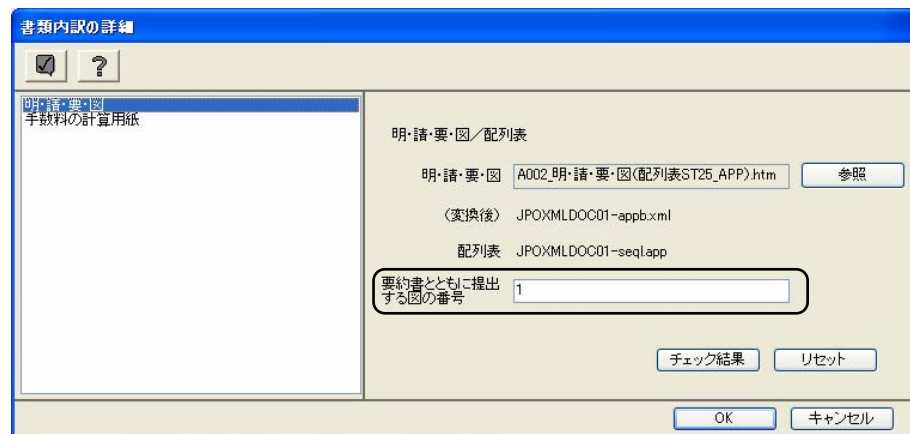 書類内訳の詳細
?
明・請・要・図
手数料の計算用紙
明・請・要・図／配列表
明・請・要・図 A002_明・請・要・図(配列表ST25_APP).htm 参照
(変換後) JPOXMLDOC01-appb.xml
配列表 JPOXMLDOC01-seql.app
要約書とともに提出
する図の番号
1
チェック結果 リセット
OK キャンセル